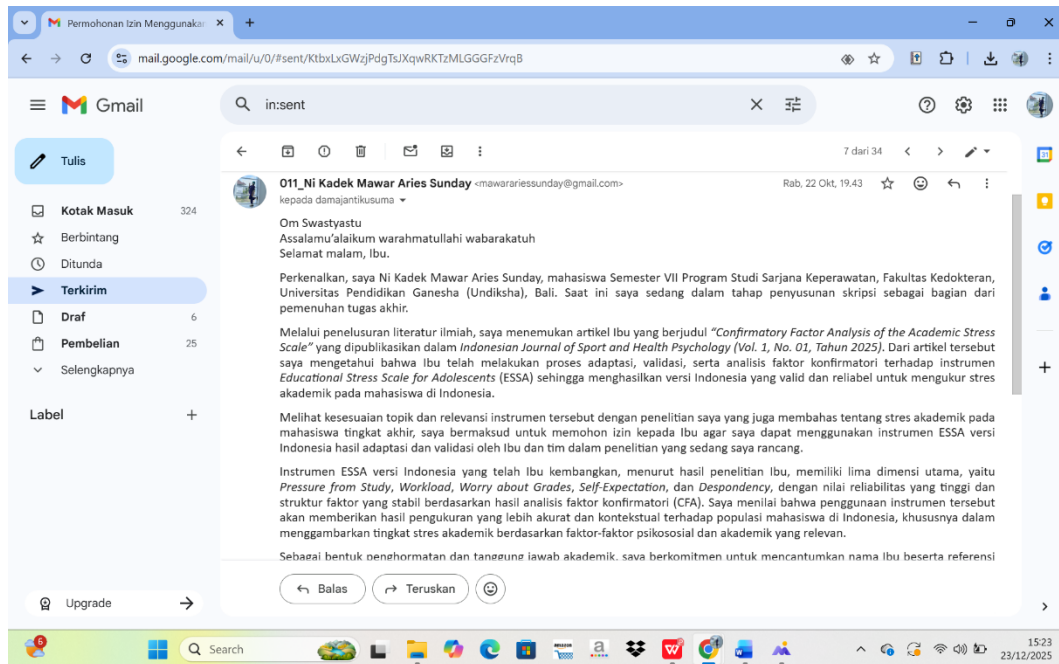 Permohonan Izin Menggunakan
mail.google.com/mail/u/0/#sent/KtbxLxGWzjPdgTsJXqwRKTzMLGGGFzVrqB
Gmail
in:sent
Tulis
7 dari 34
Kotak Masuk 324
Berbintang
Ditunda
Terkirim
Draf 6
Pembelian 25
Selengkapnya
Label
Upgrade
011_Ni Kadek Mawar Aries Sunday <mawarariessunday@gmail.com>
Rab, 22 Okt, 19.43
kepada damajantikusuma
Om Swastyastu
Assalamu'alaikum warahmatullahi wabarakatuh
Selamat malam, Ibu.
Perkenalkan, saya Ni Kadek Mawar Aries Sunday, mahasiswa Semester VII Program Studi Sarjana Keperawatan, Fakultas Kedokteran,
Universitas Pendidikan Ganesha (Undiksha), Bali. Saat ini saya sedang dalam tahap penyusunan skripsi sebagai bagian dari
pemenuhan tugas akhir.
Melalui penelusuran literatur ilmiah, saya menemukan artikel Ibu yang berjudul "Confirmatory Factor Analysis of the Academic Stress
Scale" yang dipublikasikan dalam Indonesian Journal of Sport and Health Psychology (Vol. 1, No. 01, Tahun 2025). Dari artikel tersebut
saya mengetahui bahwa Ibu telah melakukan proses adaptasi, validasi, serta analisis faktor konfirmatori terhadap instrumen
Educational Stress Scale for Adolescents (ESSA) sehingga menghasilkan versi Indonesia yang valid dan reliabel untuk mengukur stres
akademik pada mahasiswa di Indonesia.
Melihat kesesuaian topik dan relevansi instrumen tersebut dengan penelitian saya yang juga membahas tentang stres akademik pada
mahasiswa tingkat akhir, saya bermaksud untuk memohon izin kepada Ibu agar saya dapat menggunakan instrumen ESSA versi
Indonesia hasil adaptasi dan validasi oleh Ibu dan tim dalam penelitian yang sedang saya rancang.
Instrumen ESSA versi Indonesia yang telah Ibu kembangkan, menurut hasil penelitian Ibu, memiliki lima dimensi utama, yaitu
Pressure from Study, Workload, Worry about Grades, Self-Expectation, dan Despondency, dengan nilai reliabilitas yang tinggi dan
struktur faktor yang stabil berdasarkan hasil analisis faktor konfirmatori (CFA). Saya menilai bahwa penggunaan instrumen tersebut
akan memberikan hasil pengukuran yang lebih akurat dan kontekstual terhadap populasi mahasiswa di Indonesia, khususnya dalam
menggambarkan tingkat stres akademik berdasarkan faktor-faktor psikososial dan akademik yang relevan.
Sebagai bentuk penghormatan dan tanggung jawab akademik, saya berkomitmen untuk mencantumkan nama Ibu beserta referensi
Balas
Teruskan
Search
15:23
23/12/2025